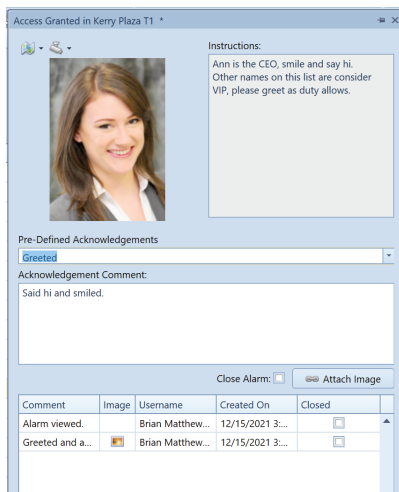 Access Granted in Kerry Plaza T1 *
Instructions:
Ann is the CEO, smile and say hi.
Other names on this list are consider
VIP, please greet as duty allows.
Pre-Defined Acknowledgements
Greeted
Acknowledgement Comment:
Said hi and smiled.
Close Alarm: Attach Image
Comment Image Username Created On Closed
Alarm viewed. Brian Matthew... 12/15/2021 3:...
Greeted and a... Brian Matthew... 12/15/2021 3:...